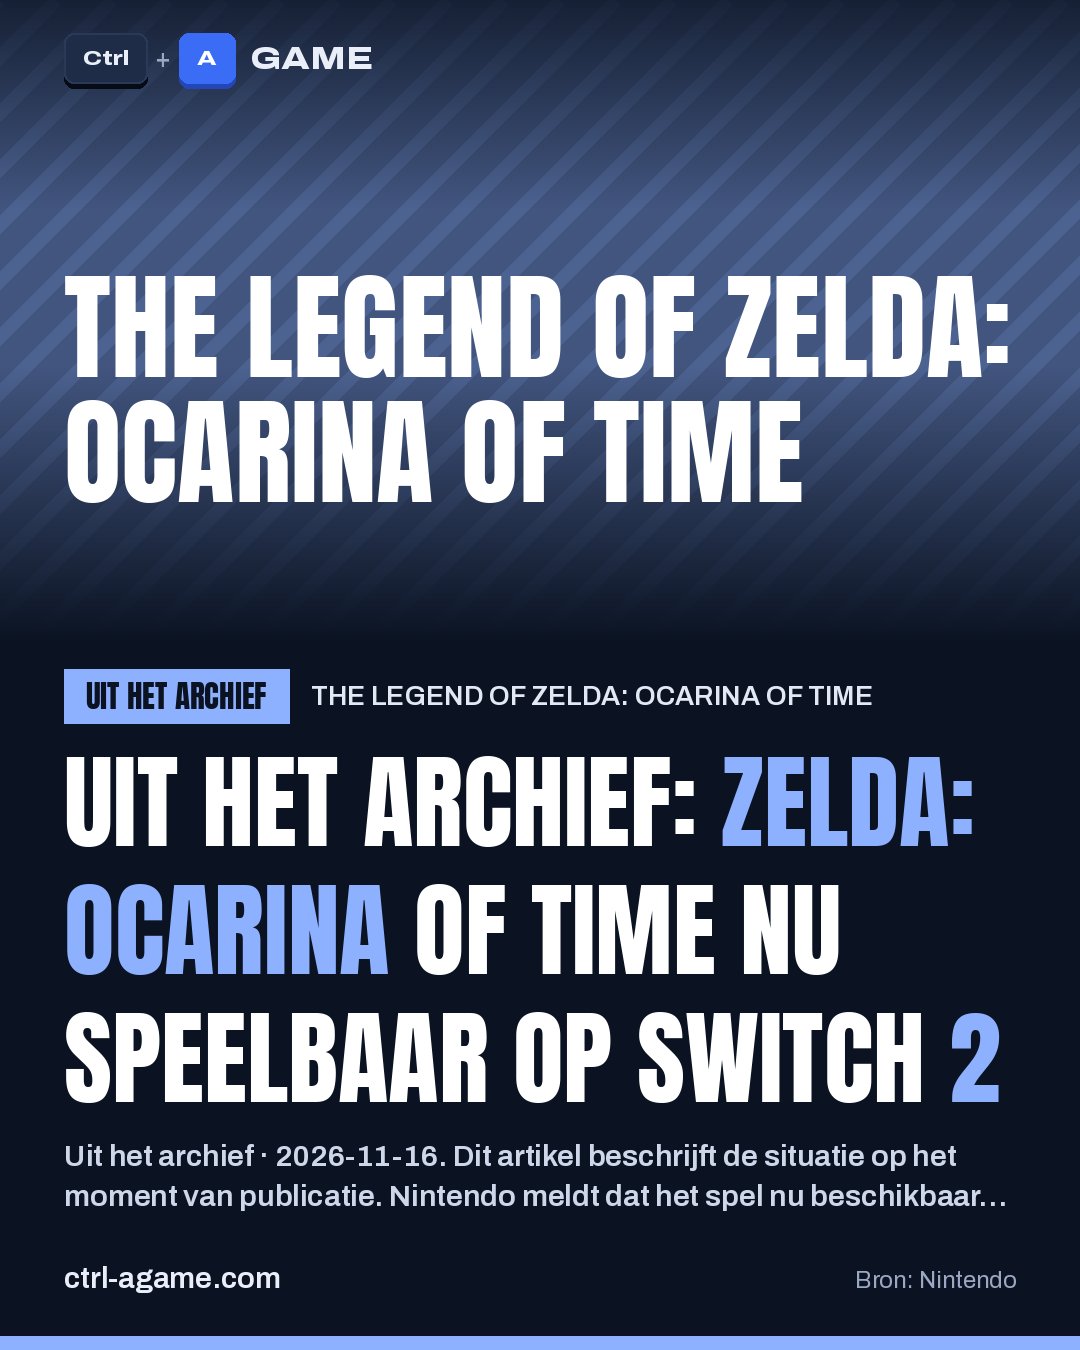 Ctrl + A GAME
THE LEGEND OF ZELDA:
OCARINA OF TIME
UIT HET ARCHIEF THE LEGEND OF ZELDA: OCARINA OF TIME
UIT HET ARCHIEF: ZELDA:
OCARINA OF TIME NU
SPEELBAAR OP SWITCH 2
Uit het archief · 2026-11-16. Dit artikel beschrijft de situatie op het
moment van publicatie. Nintendo meldt dat het spel nu beschikbaar…
ctrl-agame.com Bron: Nintendo